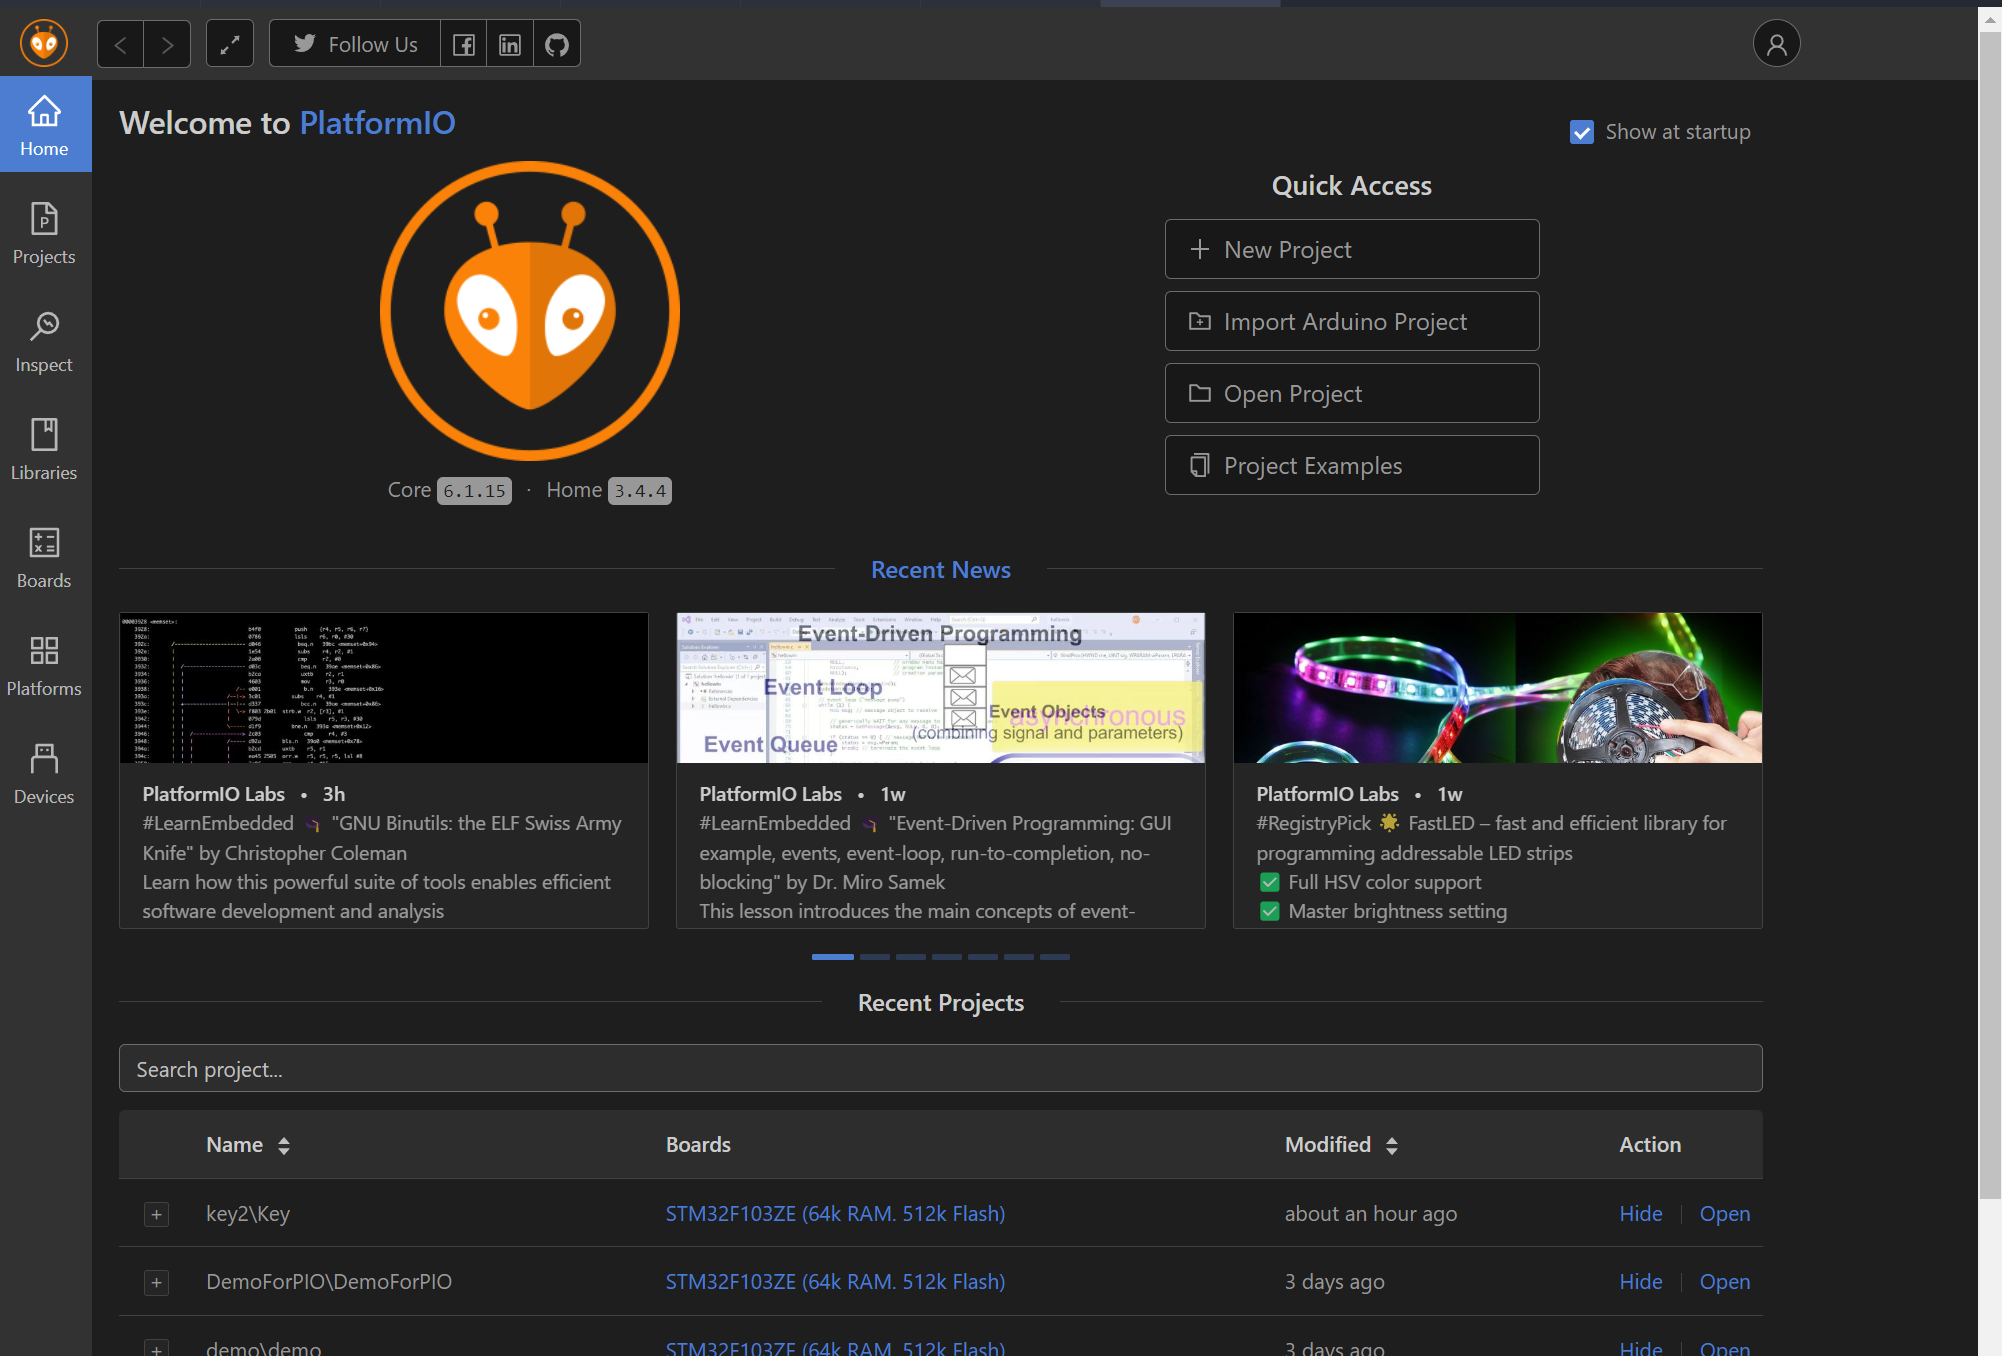 Follow Us
Home
Projects
Inspect
Libraries
Boards
Platforms
Devices
Welcome to PlatformIO
Show at startup
Core 6.1.15 · Home 3.4.4
Quick Access
New Project
Import Arduino Project
Open Project
Project Examples
Recent News
Event-Driven Programming
Event Loop
Event Objects
asynchronous
(combining signal and parameters)
Event Queue
PlatformIO Labs • 3h
#LearnEmbedded "GNU Binutils: the ELF Swiss Army
Knife" by Christopher Coleman
Learn how this powerful suite of tools enables efficient
software development and analysis
PlatformIO Labs • 1w
#LearnEmbedded "Event-Driven Programming: GUI
example, events, event-loop, run-to-completion, no-
blocking" by Dr. Miro Samek
This lesson introduces the main concepts of event-
PlatformIO Labs • 1w
#RegistryPick 🌟 FastLED – fast and efficient library for
programming addressable LED strips
✅ Full HSV color support
✅ Master brightness setting
Recent Projects
Search project...
Name Boards Modified Action
key2\Key STM32F103ZE (64k RAM. 512k Flash) about an hour ago Hide Open
DemoForPIO\DemoForPIO STM32F103ZE (64k RAM. 512k Flash) 3 days ago Hide Open
demo\demo STM32F103ZE (64k RAM. 512k Flash) 3 days ago Hide Open